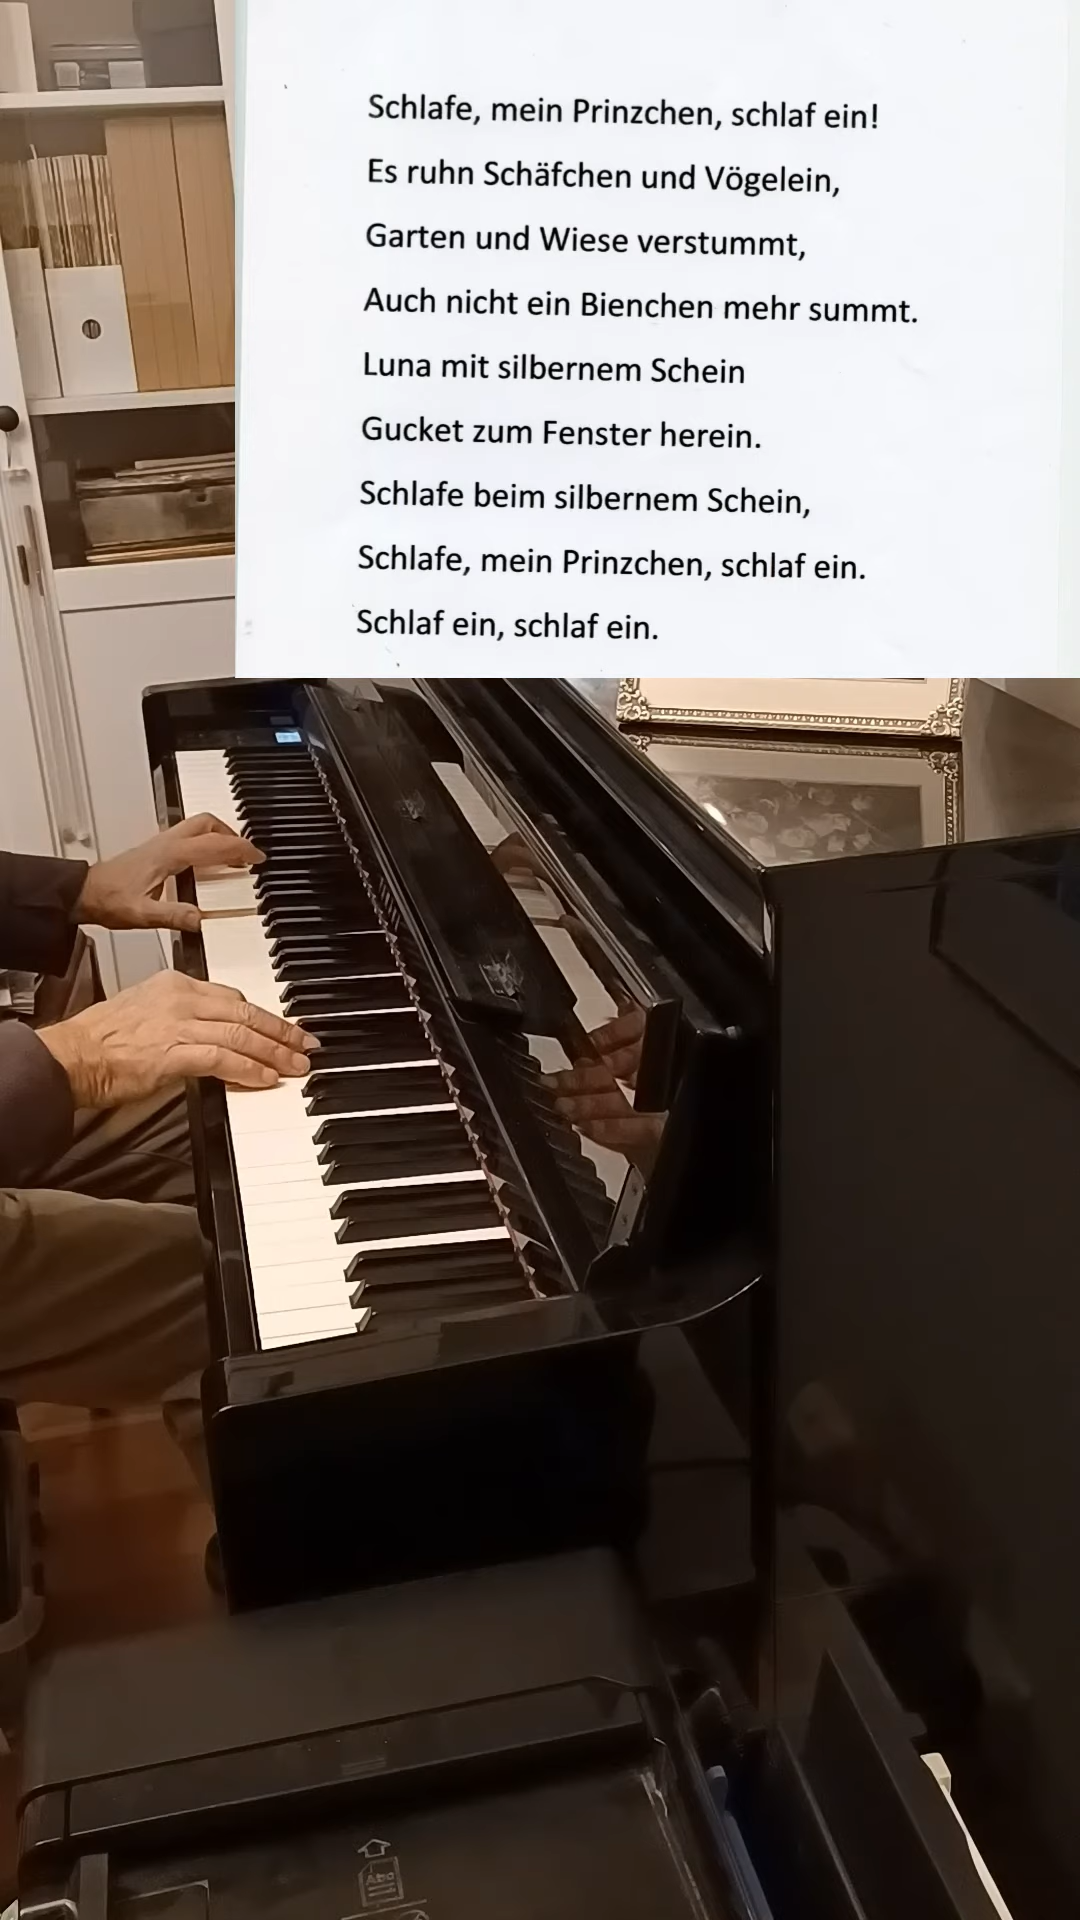 Schlafe, mein Prinzchen, schlaf ein!
Es ruhn Schäfchen und Vögelein,
Garten und Wiese verstummt,
Auch nicht ein Bienchen mehr summt.
Luna mit silbernem Schein
Gucket zum Fenster herein.
Schlafe beim silbernem Schein,
Schlafe, mein Prinzchen, schlaf ein.
Schlaf ein, schlaf ein.
Abc